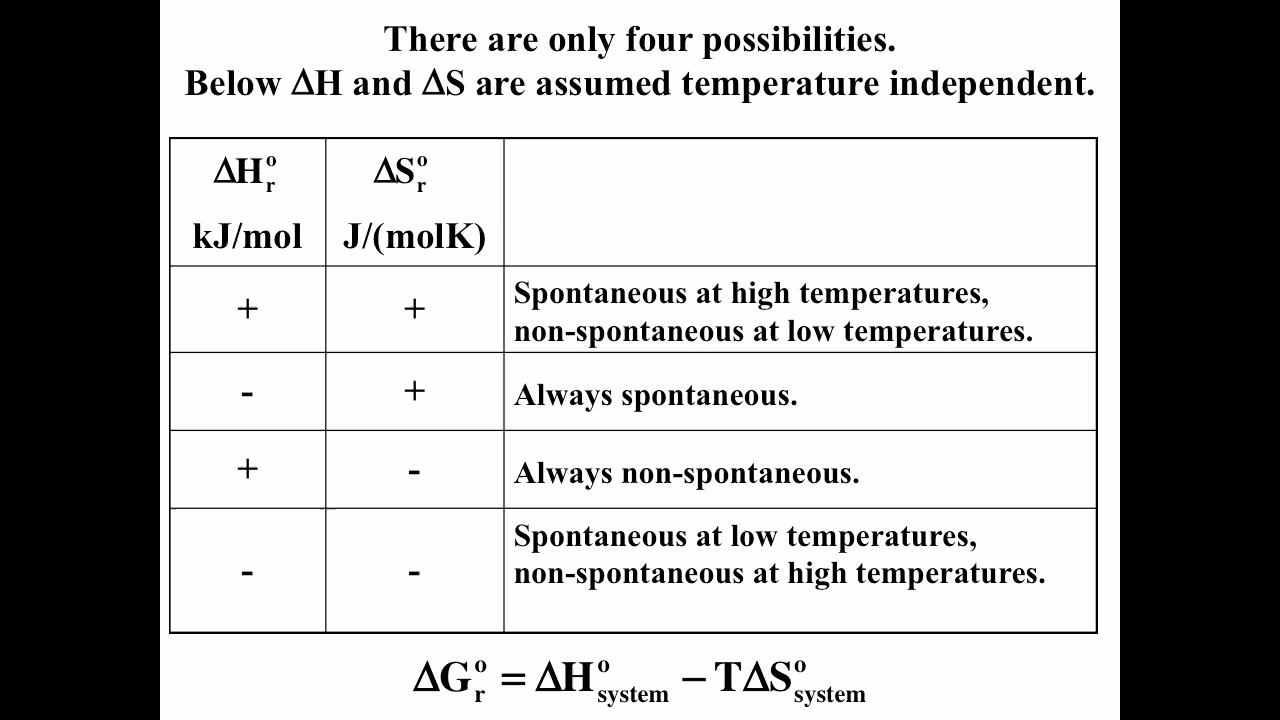 There are only four possibilities.
Below ΔH and ΔS are assumed temperature independent.
ΔH°r ΔS°r
kJ/mol J/(molK)
+ + Spontaneous at high temperatures,
non-spontaneous at low temperatures.
- + Always spontaneous.
+ - Always non-spontaneous.
- - Spontaneous at low temperatures,
non-spontaneous at high temperatures.
ΔG°r = ΔH°system − TΔS°system